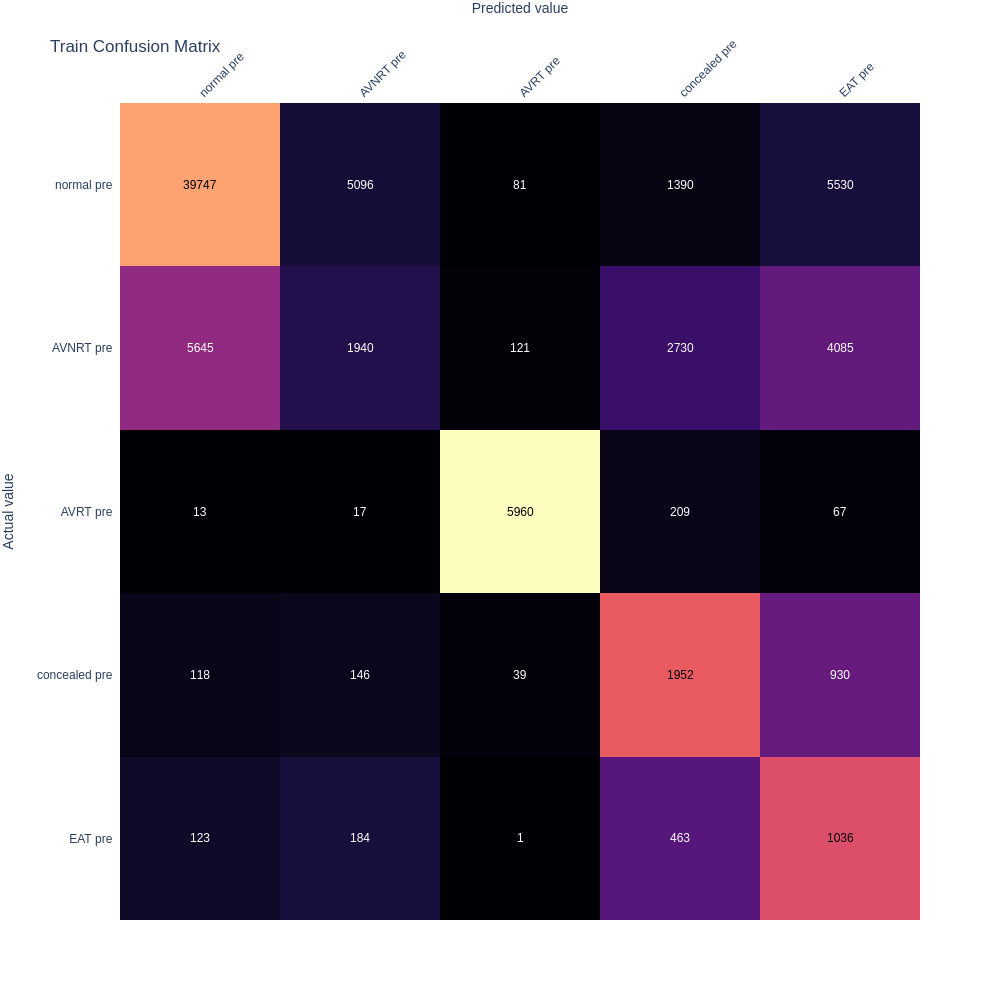 Predicted value
Train Confusion Matrix
normal pre
AVNRT pre
AVRT pre
concealed pre
EAT pre
Actual value
normal pre 39747 5096 81 1390 5530
AVNRT pre 5645 1940 121 2730 4085
AVRT pre 13 17 5960 209 67
concealed pre 118 146 39 1952 930
EAT pre 123 184 1 463 1036